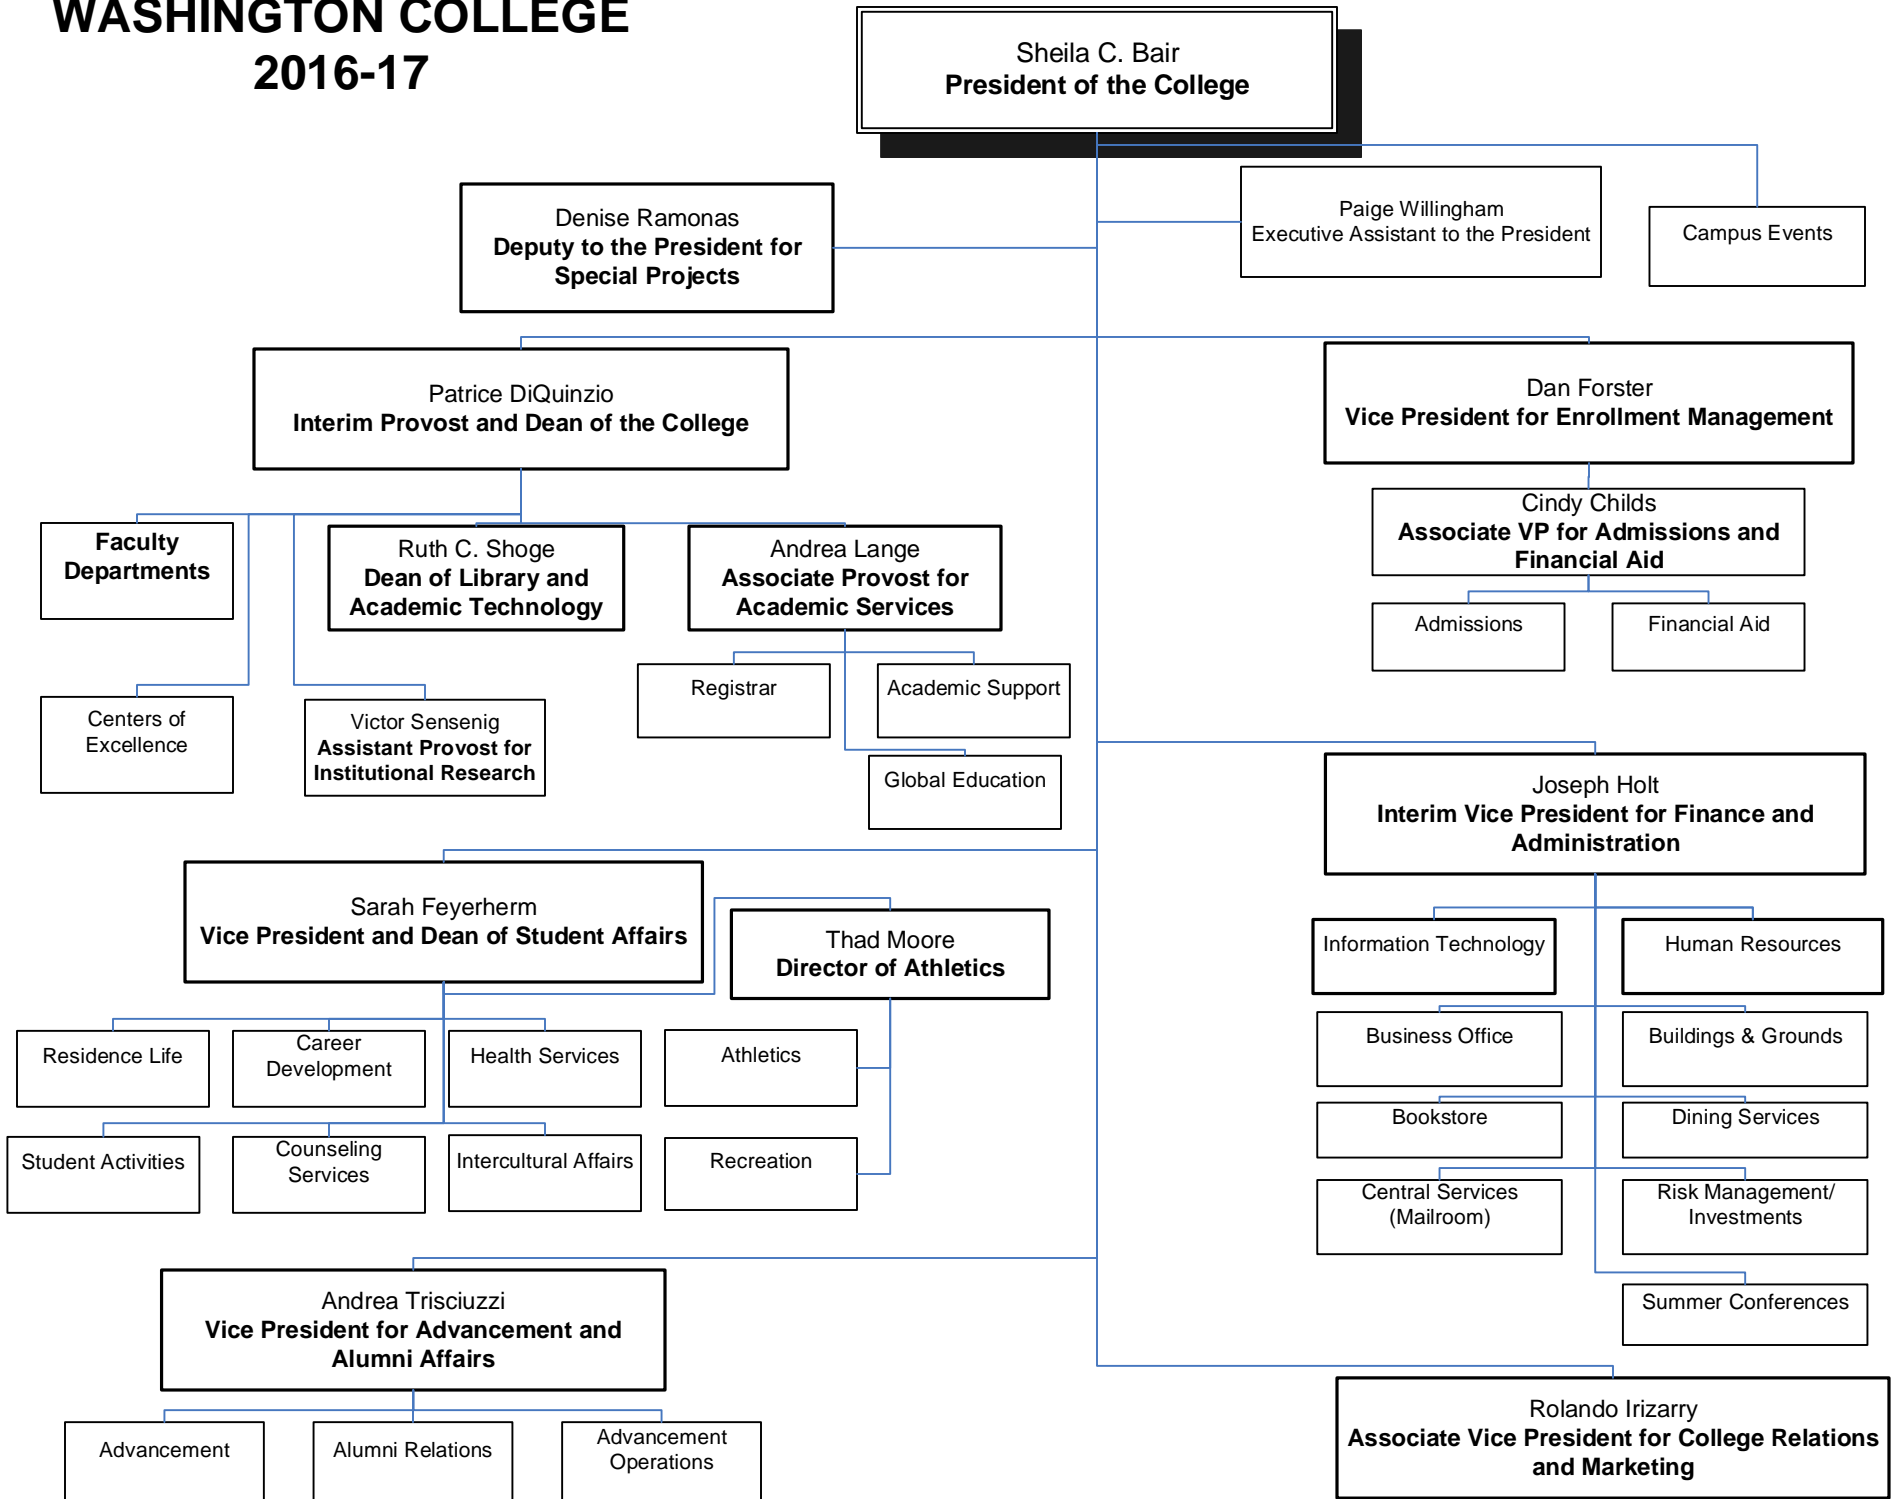 WASHINGTON COLLEGE
2016-17
Sheila C. Bair
President of the College
Denise Ramonas
Deputy to the President for
Special Projects
Paige Willingham
Executive Assistant to the President
Campus Events
Patrice DiQuinzio
Interim Provost and Dean of the College
Dan Forster
Vice President for Enrollment Management
Cindy Childs
Associate VP for Admissions and
Financial Aid
Admissions
Financial Aid
Faculty
Departments
Ruth C. Shoge
Dean of Library and
Academic Technology
Andrea Lange
Associate Provost for
Academic Services
Registrar
Academic Support
Centers of
Excellence
Victor Sensenig
Assistant Provost for
Institutional Research
Global Education
Joseph Holt
Interim Vice President for Finance and
Administration
Sarah Feyerherm
Vice President and Dean of Student Affairs
Thad Moore
Director of Athletics
Information Technology
Human Resources
Residence Life
Career
Development
Health Services
Athletics
Business Office
Buildings & Grounds
Bookstore
Dining Services
Student Activities
Counseling
Services
Intercultural Affairs
Recreation
Central Services
(Mailroom)
Risk Management/
Investments
Summer Conferences
Andrea Trisciuzzi
Vice President for Advancement and
Alumni Affairs
Advancement
Alumni Relations
Advancement
Operations
Rolando Irizarry
Associate Vice President for College Relations
and Marketing